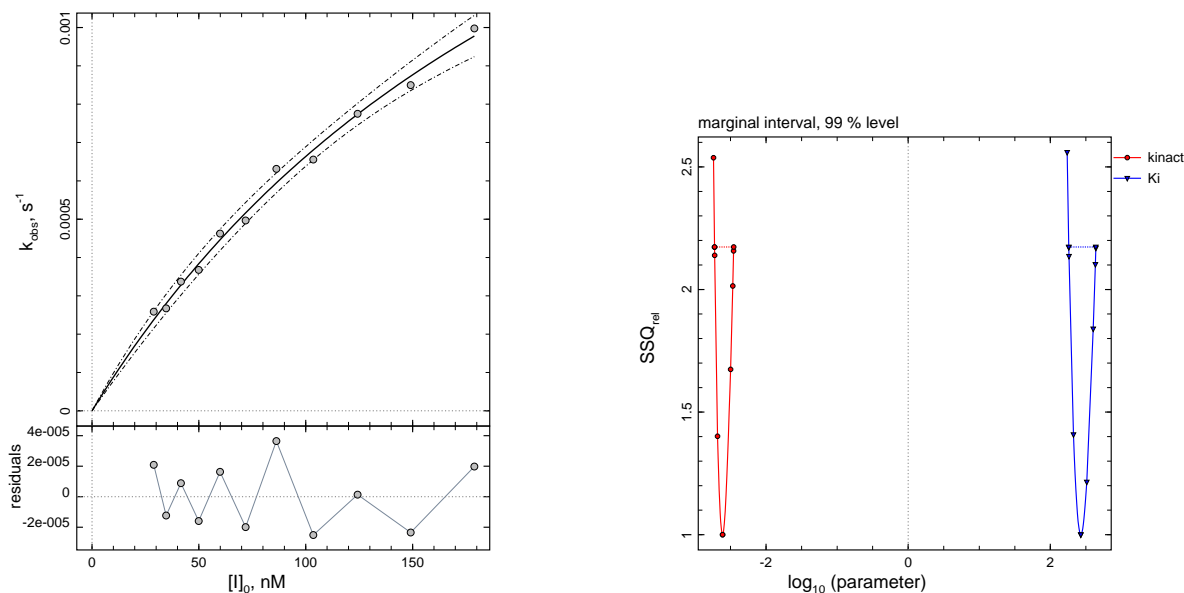 0.001
0.0005
0
k_obs, s^-1
4e-005
2e-005
0
-2e-005
residuals
0
50
100
150
[I]_0, nM
marginal interval, 99 % level
kinact
Ki
2.5
2
1.5
1
SSQ_rel
-2
0
2
log_10 (parameter)